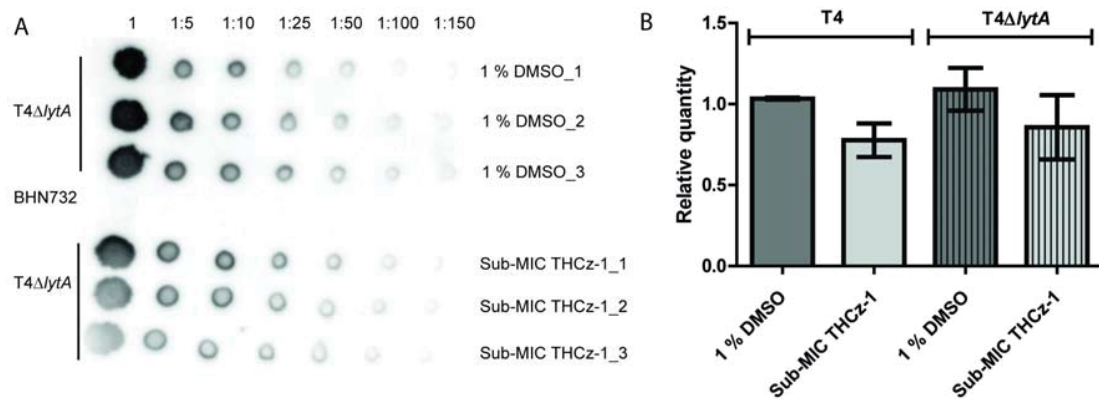 A
1 1:5 1:10 1:25 1:50 1:100 1:150
T4ΔlytA
1 % DMSO_1
1 % DMSO_2
1 % DMSO_3
BHN732
T4ΔlytA
Sub-MIC THCz-1_1
Sub-MIC THCz-1_2
Sub-MIC THCz-1_3
B
T4 T4ΔlytA
Relative quantity
1.5
1.0
0.5
0.0
1 % DMSO
Sub-MIC THCz-1
1 % DMSO
Sub-MIC THCz-1